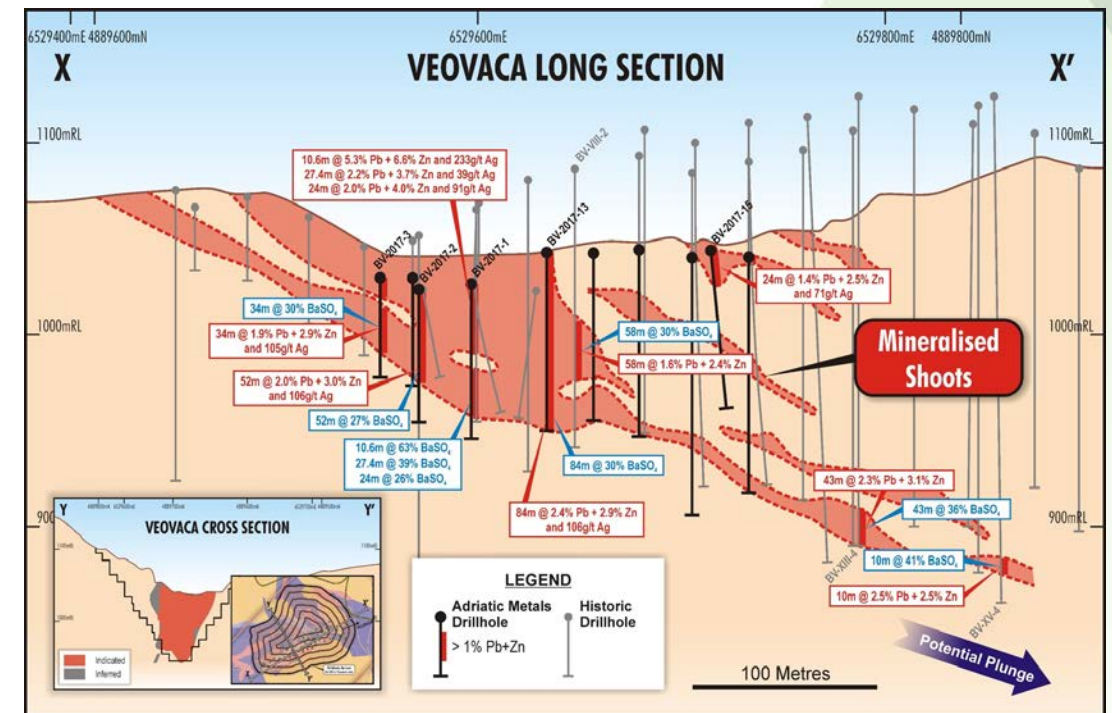 6529400mE 4889600mN
6529600mE
6529800mE 4889800mN
X
VEOVACA LONG SECTION
X'
1100mRL
1100mRL
10.6m @ 5.3% Pb + 6.6% Zn and 233g/t Ag
27.4m @ 2.2% Pb + 3.7% Zn and 39g/t Ag
24m @ 2.0% Pb + 4.0% Zn and 91g/t Ag
BV-VIII-2
BV-2017-3
BV-2017-2
BV-2017-1
BV-2017-13
BV-2017-15
24m @ 1.4% Pb + 2.5% Zn
and 71g/t Ag
34m @ 30% BaSO₄
34m @ 1.9% Pb + 2.9% Zn
and 105g/t Ag
1000mRL
1000mRL
58m @ 30% BaSO₄
58m @ 1.6% Pb + 2.4% Zn
Mineralised
Shoots
52m @ 2.0% Pb + 3.0% Zn
and 106g/t Ag
52m @ 27% BaSO₄
10.6m @ 63% BaSO₄
27.4m @ 39% BaSO₄
24m @ 26% BaSO₄
84m @ 30% BaSO₄
84m @ 2.4% Pb + 2.9% Zn
and 106g/t Ag
43m @ 2.3% Pb + 3.1% Zn
43m @ 36% BaSO₄
900
900mRL
BV-XIII-4
10m @ 41% BaSO₄
10m @ 2.5% Pb + 2.5% Zn
BV-XV-4
Potential Plunge
100 Metres
LEGEND
Adriatic Metals
Drillhole
> 1% Pb+Zn
Historic
Drillhole
Y
VEOVACA CROSS SECTION
Y'
Indicated
Inferred